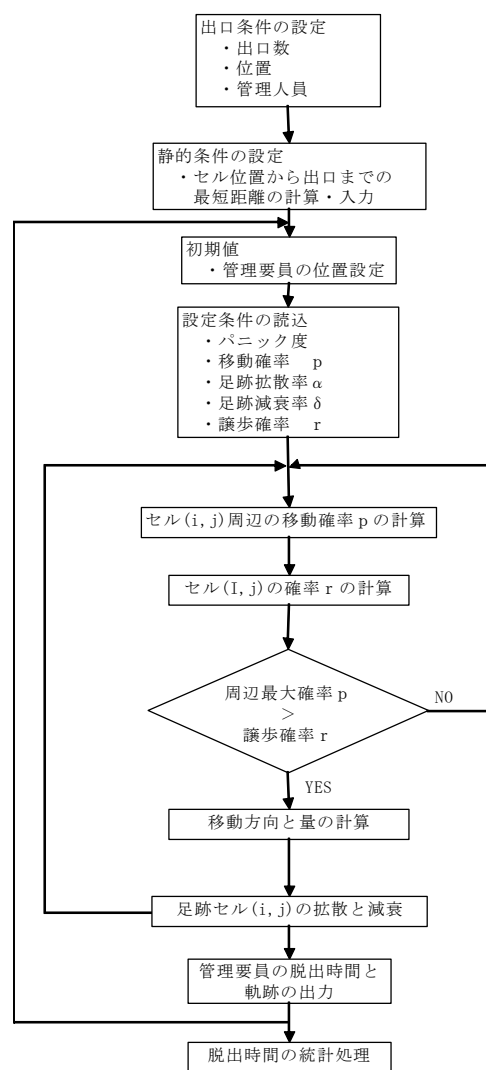 出口条件の設定
・出口数
・位置
・管理人員
静的条件の設定
・セル位置から出口までの
最短距離の計算・入力
初期値
・管理要員の位置設定
設定条件の読込
・パニック度
・移動確率 p
・足跡拡散率α
・足跡減衰率δ
・譲歩確率 r
セル(i,j)周辺の移動確率pの計算
セル(I,j)の確率rの計算
周辺最大確率p
>
譲歩確率r
NO
YES
移動方向と量の計算
足跡セル(i,j)の拡散と減衰
管理要員の脱出時間と
軌跡の出力
脱出時間の統計処理